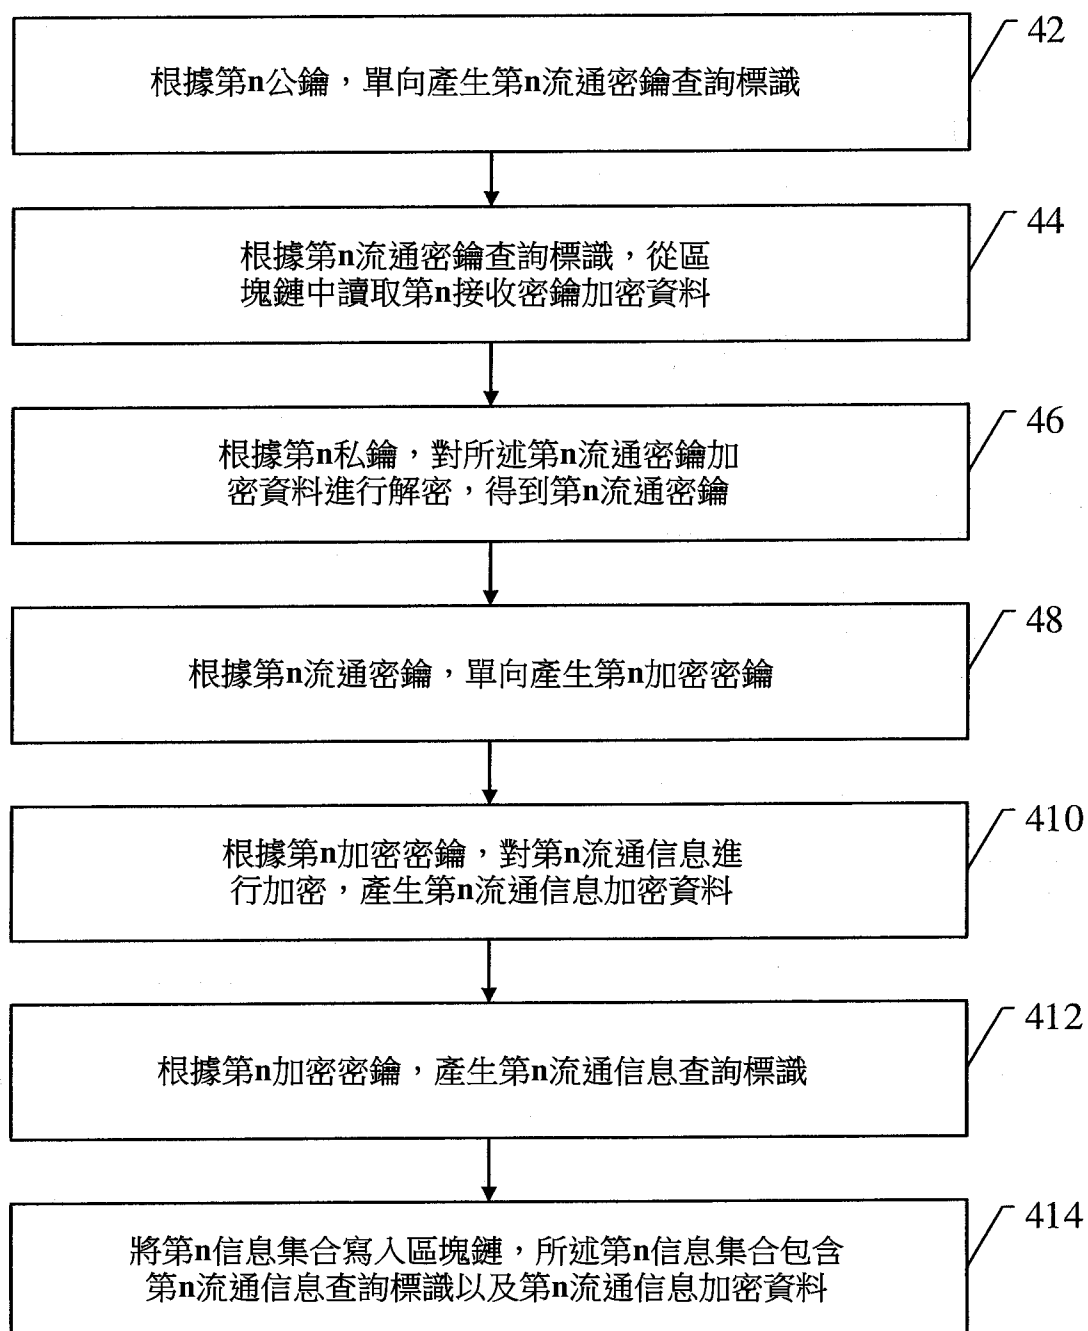 42
根據第n公鑰，單向產生第n流通密鑰查詢標識
44
根據第n流通密鑰查詢標識，從區
塊鏈中讀取第n接收密鑰加密資料
46
根據第n私鑰，對所述第n流通密鑰加
密資料進行解密，得到第n流通密鑰
48
根據第n流通密鑰，單向產生第n加密密鑰
410
根據第n加密密鑰，對第n流通信息進
行加密，產生第n流通信息加密資料
412
根據第n加密密鑰，產生第n流通信息查詢標識
414
將第n信息集合寫入區塊鏈，所述第n信息集合包含
第n流通信息查詢標識以及第n流通信息加密資料